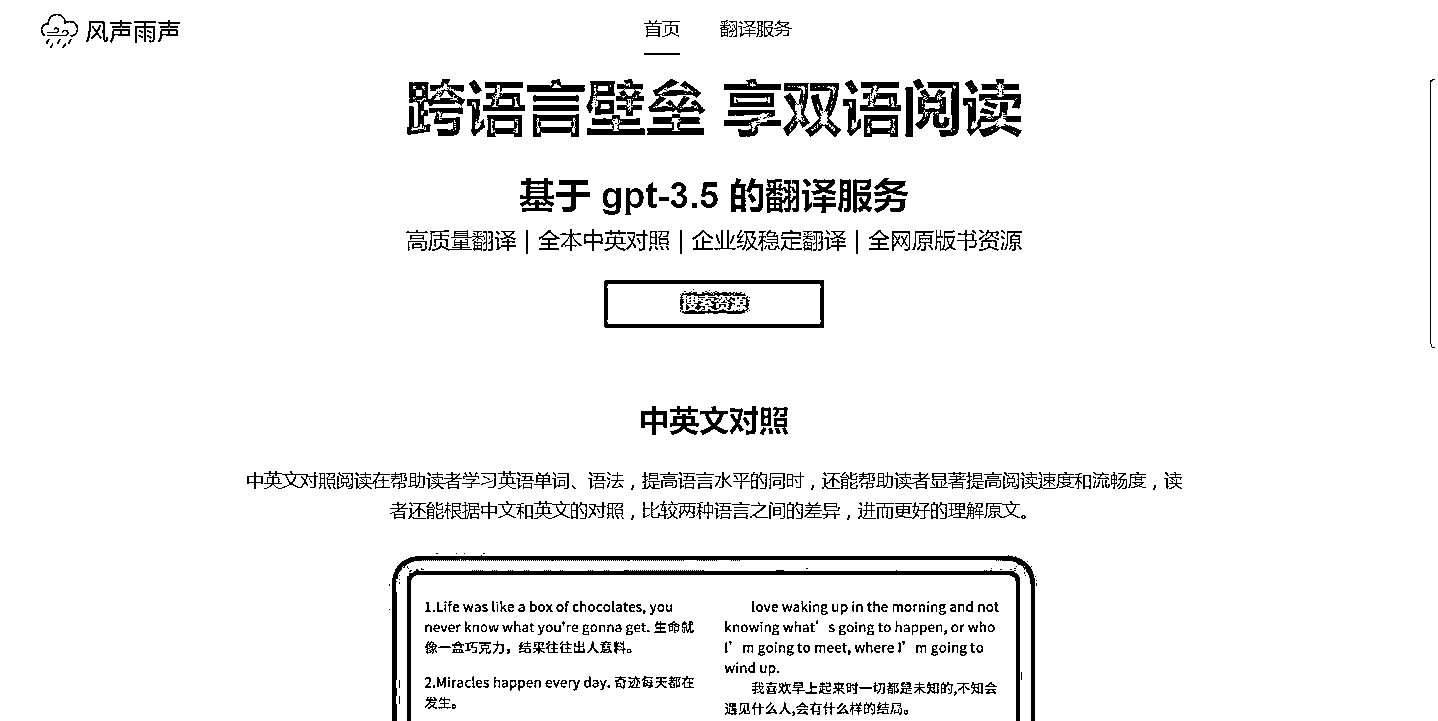 风声雨声
首页 翻译服务
跨语言壁垒 享双语阅读
基于 gpt-3.5 的翻译服务
高质量翻译｜全本中英对照｜企业级稳定翻译｜全网原版书资源
搜索资源
中英文对照
中英文对照阅读在帮助读者学习英语单词、语法，提高语言水平的同时，还能帮助读者显著提高阅读速度和流畅度，读
者还能根据中文和英文的对照，比较两种语言之间的差异，进而更好的理解原文。
1.Life was like a box of chocolates, you
never know what you're gonna get. 生命就
像一盒巧克力，结果往往出人意料。
2.Miracles happen every day. 奇迹每天都在
发生。
love waking up in the morning and not
knowing what's going to happen, or who
I'm going to meet, where I'm going to
wind up.
我喜欢早上起来时一切都是未知的,不知会
遇见什么人,会有什么样的结局。